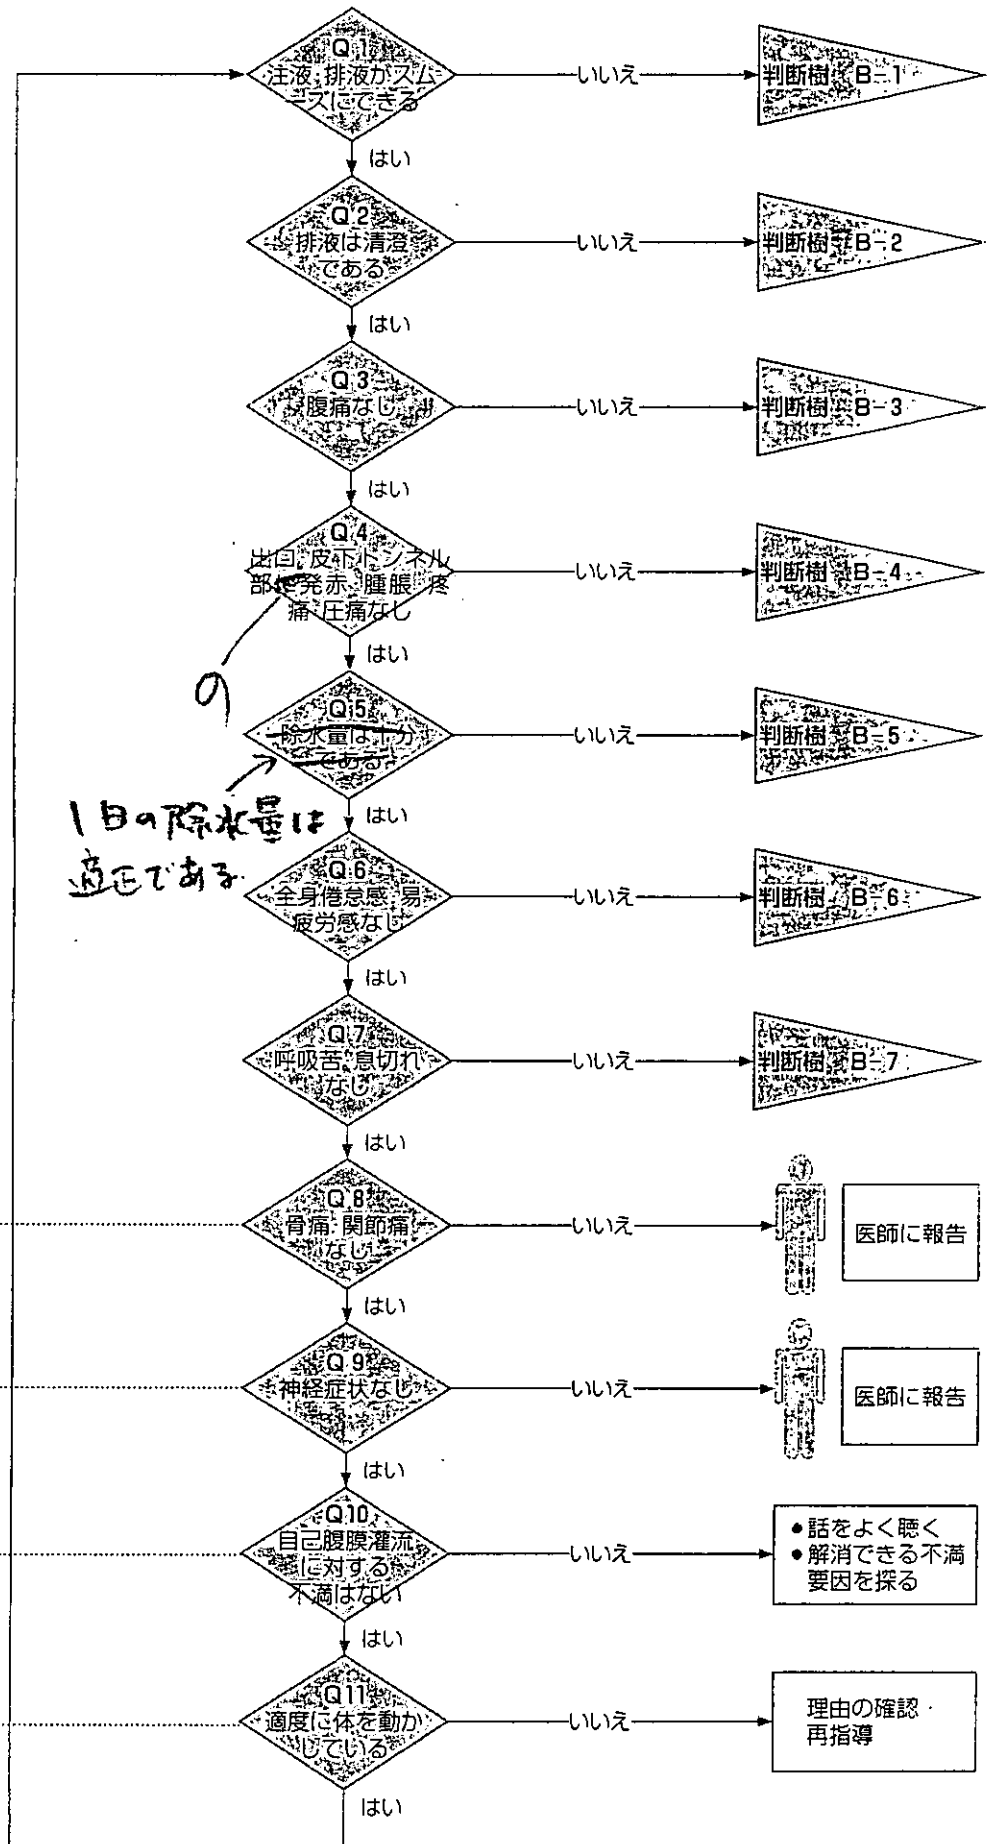 Q1
注液・排液がスム
ーズにできる
いいえ
判断樹 B-1
はい
Q2
排液は清澄
である
いいえ
判断樹 B-2
はい
Q3
腹痛なし
いいえ
判断樹 B-3
はい
Q4
出口,皮下トンネル
部に発赤・腫脹・疼
痛・圧痛なし
いいえ
判断樹 B-4
はい
の
Q5
除水量は十分
である
いいえ
判断樹 B-5
1日の除水量は
適正である
はい
Q6
全身倦怠感・易
疲労感なし
いいえ
判断樹 B-6
はい
Q7
呼吸苦・息切れ
なし
いいえ
判断樹 B-7
はい
Q8
骨痛・関節痛
なし
いいえ
医師に報告
はい
Q9
神経症状なし
いいえ
医師に報告
はい
Q10
自己腹膜灌流
に対する
不満はない
いいえ
●話をよく聴く
●解消できる不満
要因を探る
はい
Q11
適度に体を動か
している
いいえ
理由の確認・
再指導
はい